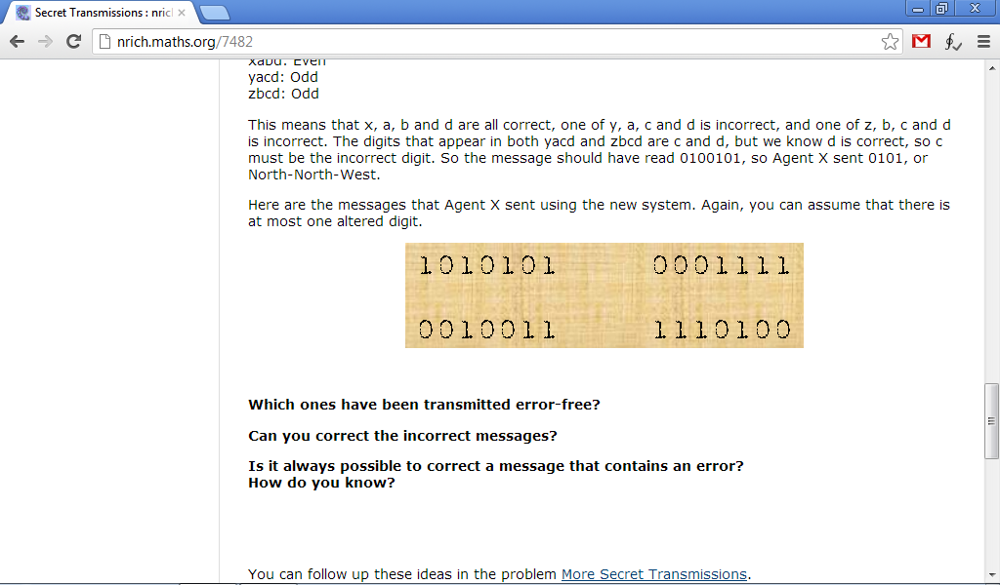 Secret Transmissions : nric
nrich.maths.org/7482
xabd: Even
yacd: Odd
zbcd: Odd
This means that x, a, b and d are all correct, one of y, a, c and d is incorrect, and one of z, b, c and d
is incorrect. The digits that appear in both yacd and zbcd are c and d, but we know d is correct, so c
must be the incorrect digit. So the message should have read 0100101, so Agent X sent 0101, or
North-North-West.
Here are the messages that Agent X sent using the new system. Again, you can assume that there is
at most one altered digit.
1010101 0001111
0010011 1110100
Which ones have been transmitted error-free?
Can you correct the incorrect messages?
Is it always possible to correct a message that contains an error?
How do you know?
You can follow up these ideas in the problem More Secret Transmissions.